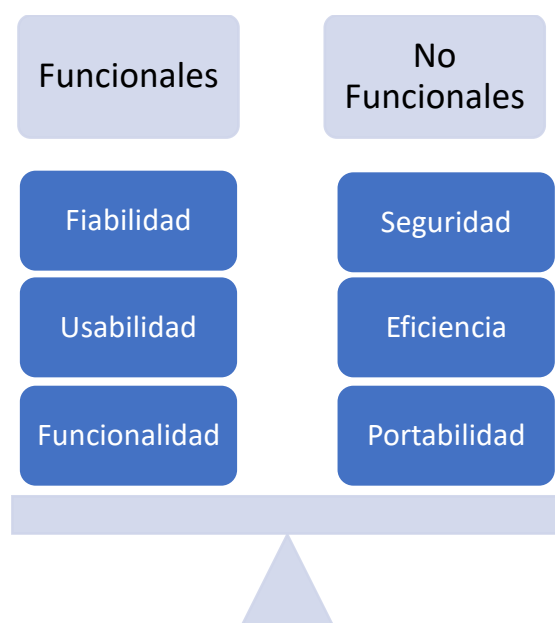 Funcionales
No
Funcionales
Fiabilidad
Seguridad
Usabilidad
Eficiencia
Funcionalidad
Portabilidad